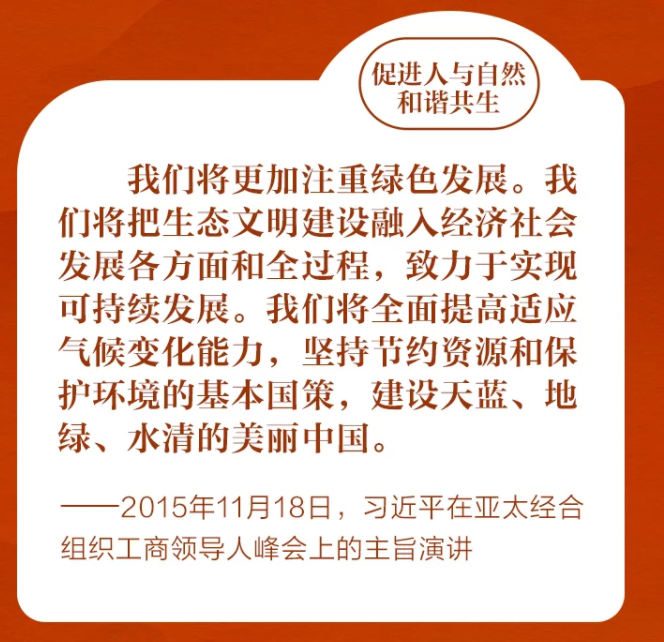 促进人与自然
和谐共生
我们将更加注重绿色发展。我
们将把生态文明建设融入经济社会
发展各方面和全过程，致力于实现
可持续发展。我们将全面提高适应
气候变化能力，坚持节约资源和保
护环境的基本国策，建设天蓝、地
绿、水清的美丽中国。
——2015年11月18日，习近平在亚太经合
组织工商领导人峰会上的主旨演讲